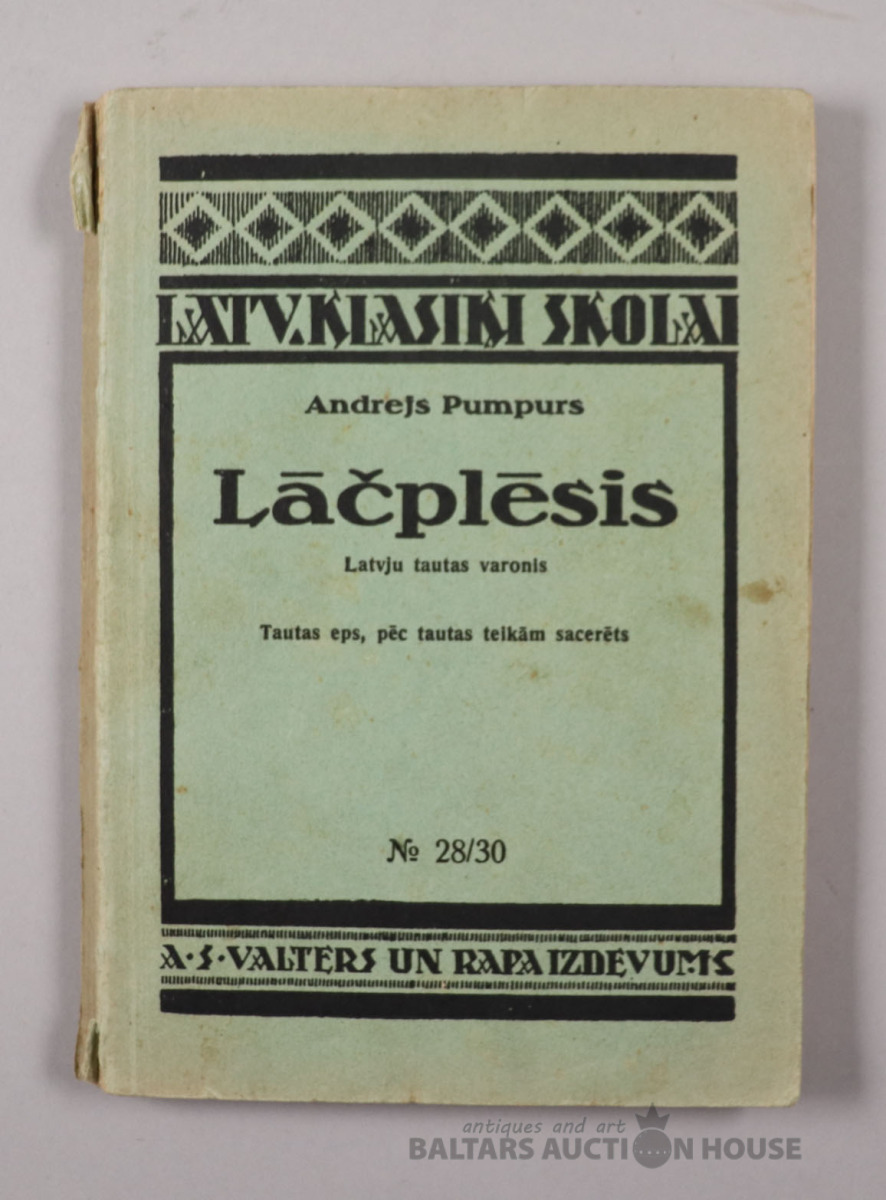 LATV. KLASIĶI SKOLAI
Andrejs Pumpurs
Lāčplēsis
Latvju tautas varonis
Tautas eps, pēc tautas teikām sacerēts
№ 28/30
A·S·VALTERS UN RAPA IZDEVUMS
antiques and art
BALTARS AUCTION HOUSE